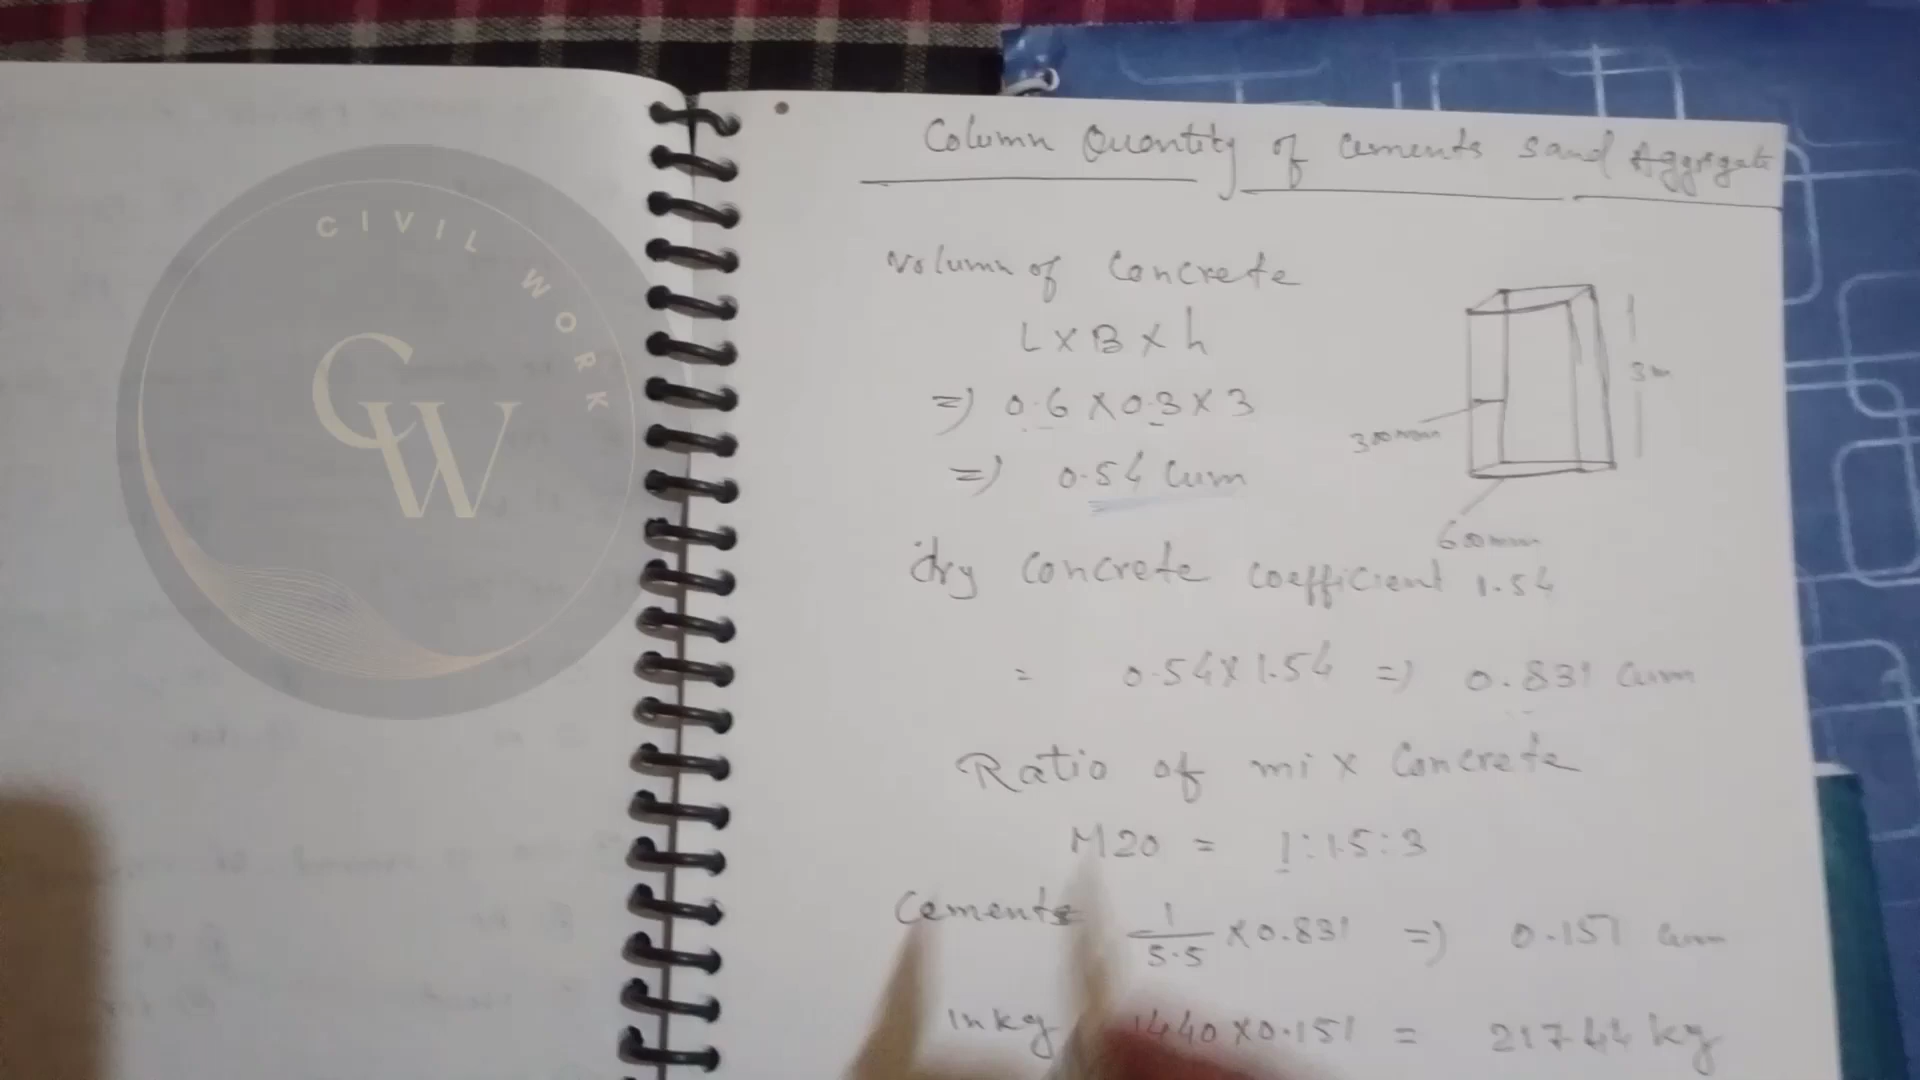 CIVIL WORK
CW
Column Quantity of cements sand Aggregate
Volumn of Concrete
L x B x h
=) 0.6 x 0.3 x 3
=) 0.54 Cum
3m
300mm
600mm
dry concrete coefficient 1.54
= 0.54 x 1.54 =) 0.831 Cum
Ratio of mix Concrete
M20 = 1:1.5:3
Cements 1/5.5 x 0.831 =) 0.151 Cum
In kg 1440 x 0.151 = 217.44 kg